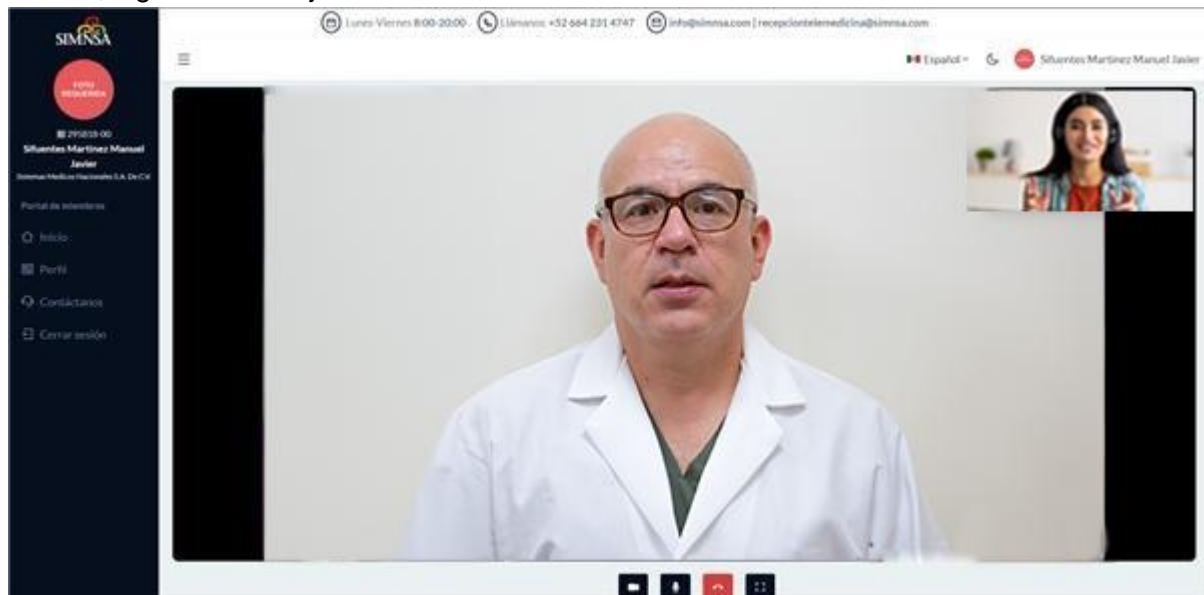 Lunes-Viernes 8:00-20:00 Llámanos: +52 664 231 4747 info@simnsa.com | recepciontelemedicina@simnsa.com
SIMNSA
Español
Sifuentes Martinez Manuel Javier
FOTO
REQUERIDA
295818-00
Sifuentes Martinez Manuel
Javier
Sistemas Medicos Nacionales S.A. De C.V.
Portal de miembros
Inicio
Perfil
Contáctanos
Cerrar sesión